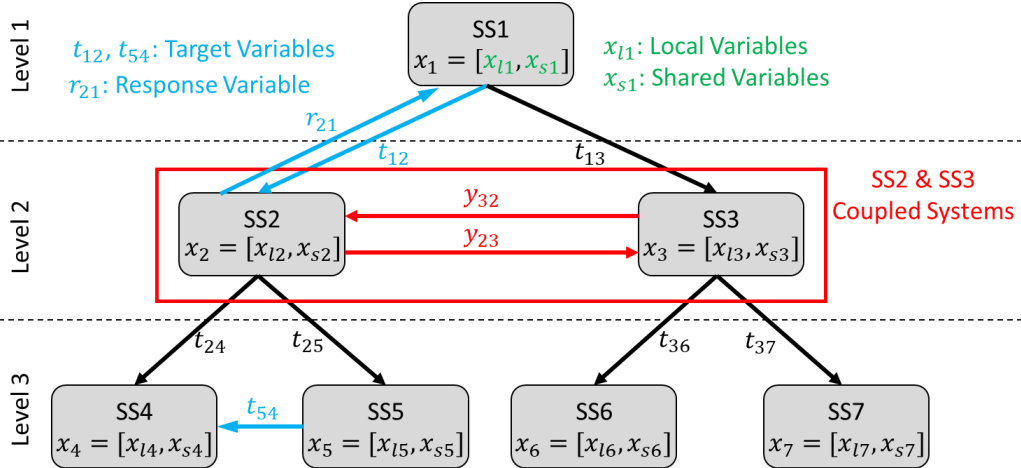 Level 1
t₁₂, t₅₄: Target Variables
r₂₁: Response Variable
SS1
x₁ = [xₗ₁, xₛ₁]
xₗ₁: Local Variables
xₛ₁: Shared Variables
r₂₁
t₁₂
t₁₃
Level 2
SS2
x₂ = [xₗ₂, xₛ₂]
y₃₂
y₂₃
SS3
x₃ = [xₗ₃, xₛ₃]
SS2 & SS3
Coupled Systems
t₂₄
t₂₅
t₃₆
t₃₇
Level 3
SS4
x₄ = [xₗ₄, xₛ₄]
t₅₄
SS5
x₅ = [xₗ₅, xₛ₅]
SS6
x₆ = [xₗ₆, xₛ₆]
SS7
x₇ = [xₗ₇, xₛ₇]